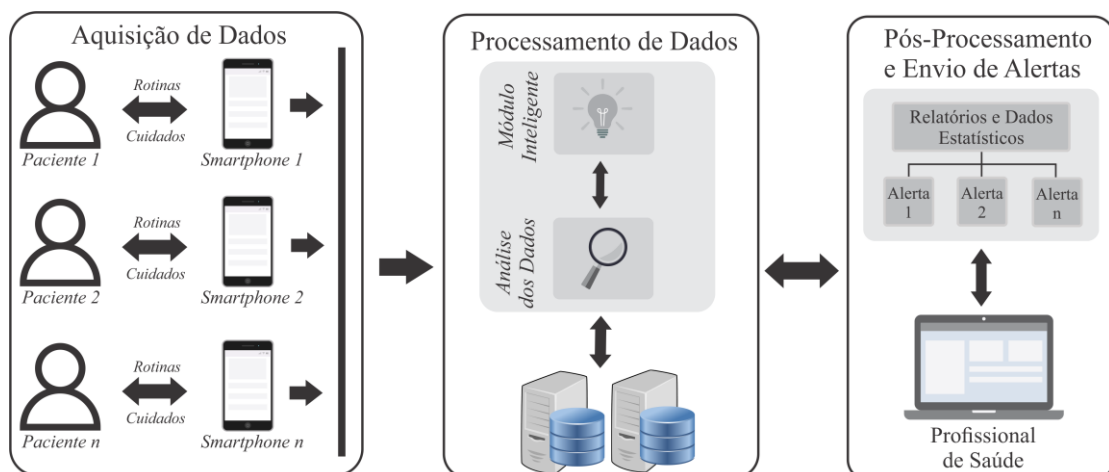 Aquisição de Dados
Rotinas
Cuidados
Paciente 1
Smartphone 1
Rotinas
Cuidados
Paciente 2
Smartphone 2
Rotinas
Cuidados
Paciente n
Smartphone n
Processamento de Dados
Módulo
Inteligente
Análise
dos Dados
Pós-Processamento
e Envio de Alertas
Relatórios e Dados
Estatísticos
Alerta
1
Alerta
2
Alerta
n
Profissional
de Saúde